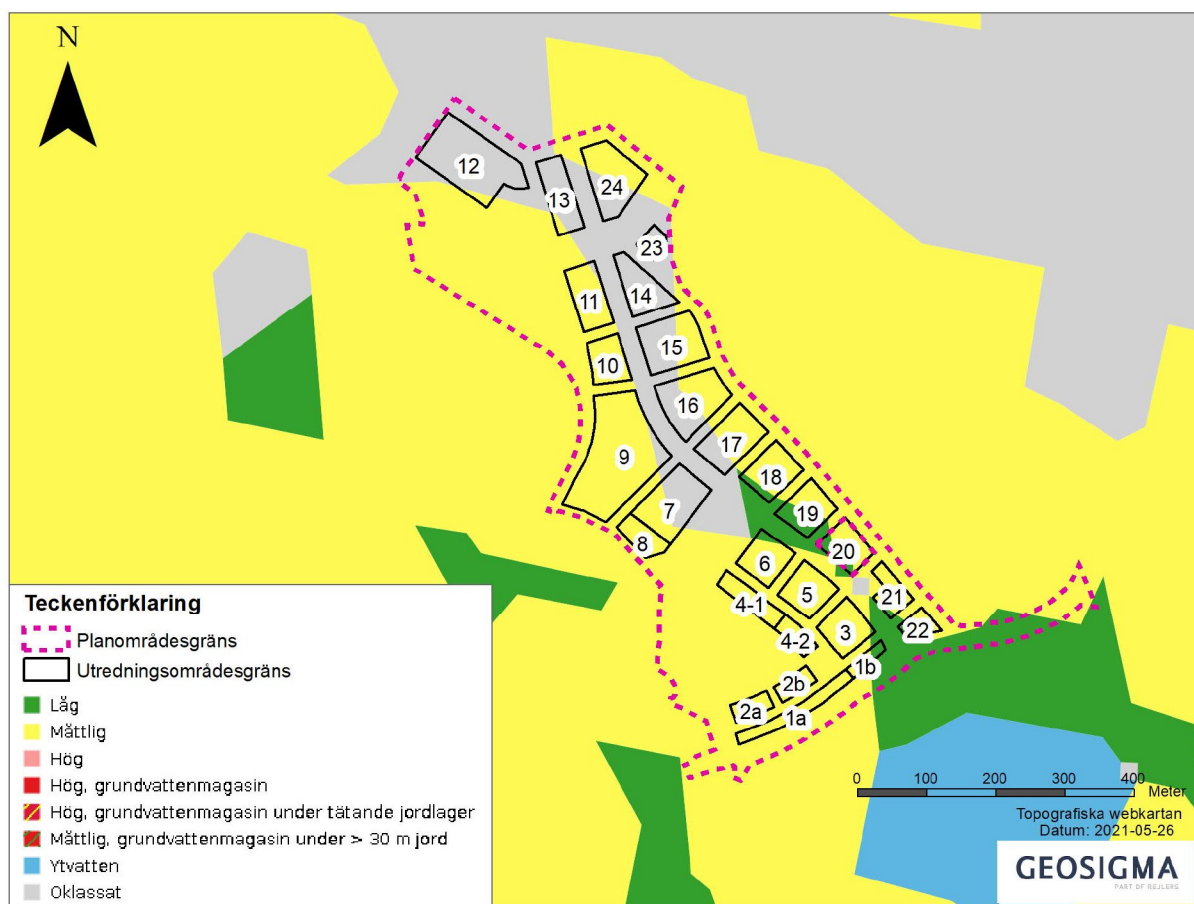 N
12
13
24
23
11
14
10
15
16
9
17
18
7
19
8
20
6
4-1
5
21
4-2
3
22
1b
2b
2a
1a
Teckenförklaring
Planområdesgräns
Utredningsområdesgräns
Låg
Måttlig
Hög
Hög, grundvattenmagasin
Hög, grundvattenmagasin under tätande jordlager
Måttlig, grundvattenmagasin under > 30 m jord
Ytvatten
Oklassat
0 100 200 300 400
Meter
Topografiska webkartan
Datum: 2021-05-26
GEOSIGMA
PART OF REJLERS